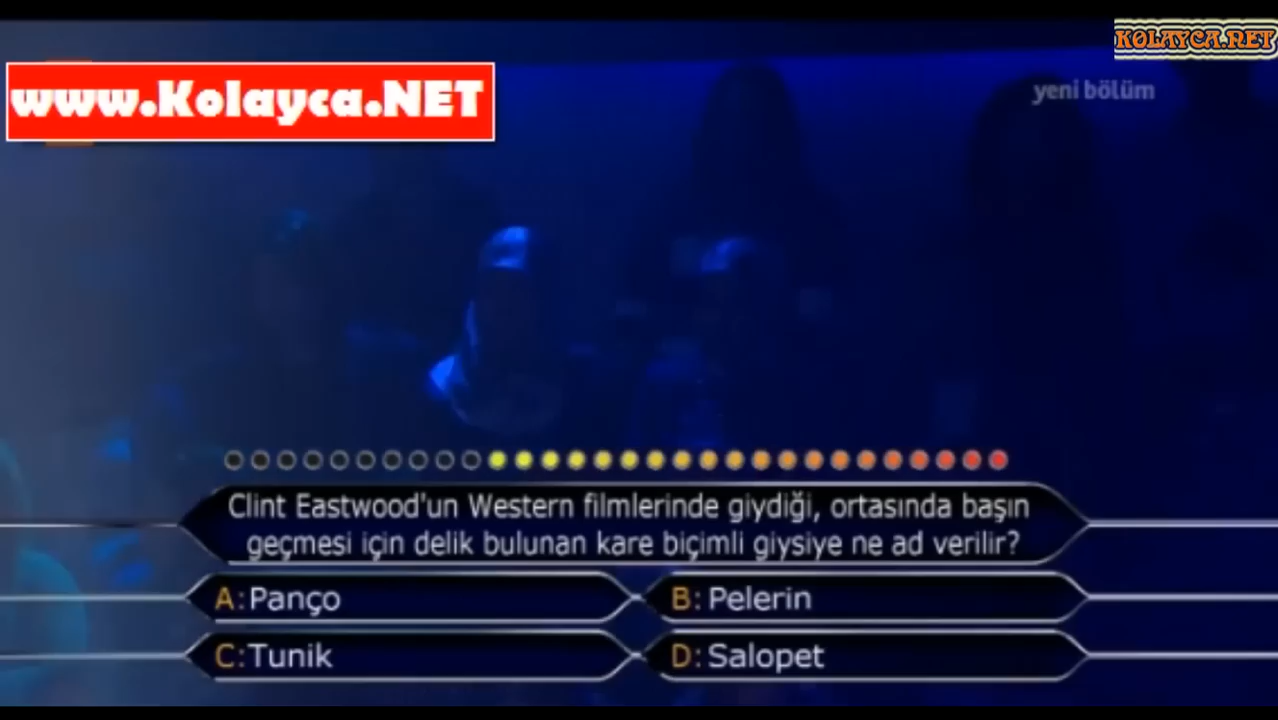 KOLAYCA.NET
www.Kolayca.NET
yeni bölüm
Clint Eastwood'un Western filmlerinde giydiği, ortasında başın
geçmesi için delik bulunan kare biçimli giysiye ne ad verilir?
A: Panço
B: Pelerin
C: Tunik
D: Salopet